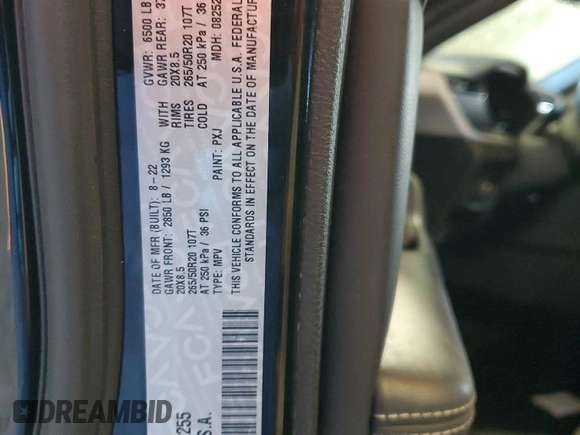 DATE OF MFR (BUILT): 8-22 GVWR: 6500 LB
GAWR FRONT: 2850 LB / 1293 KG WITH GAWR REAR:
20X8.5 RIMS 20X8.5
265/50R20 107T TIRES 265/50R20 107T
AT 250 kPa / 36 PSI COLD AT 250 kPa / 36
TYPE: MPV PAINT: PXJ MDH:
THIS VEHICLE CONFORMS TO ALL APPLICABLE U.S.A. FEDERAL
STANDARDS IN EFFECT ON THE DATE OF MANUFACTUR
255
S.A.
DREAMBID